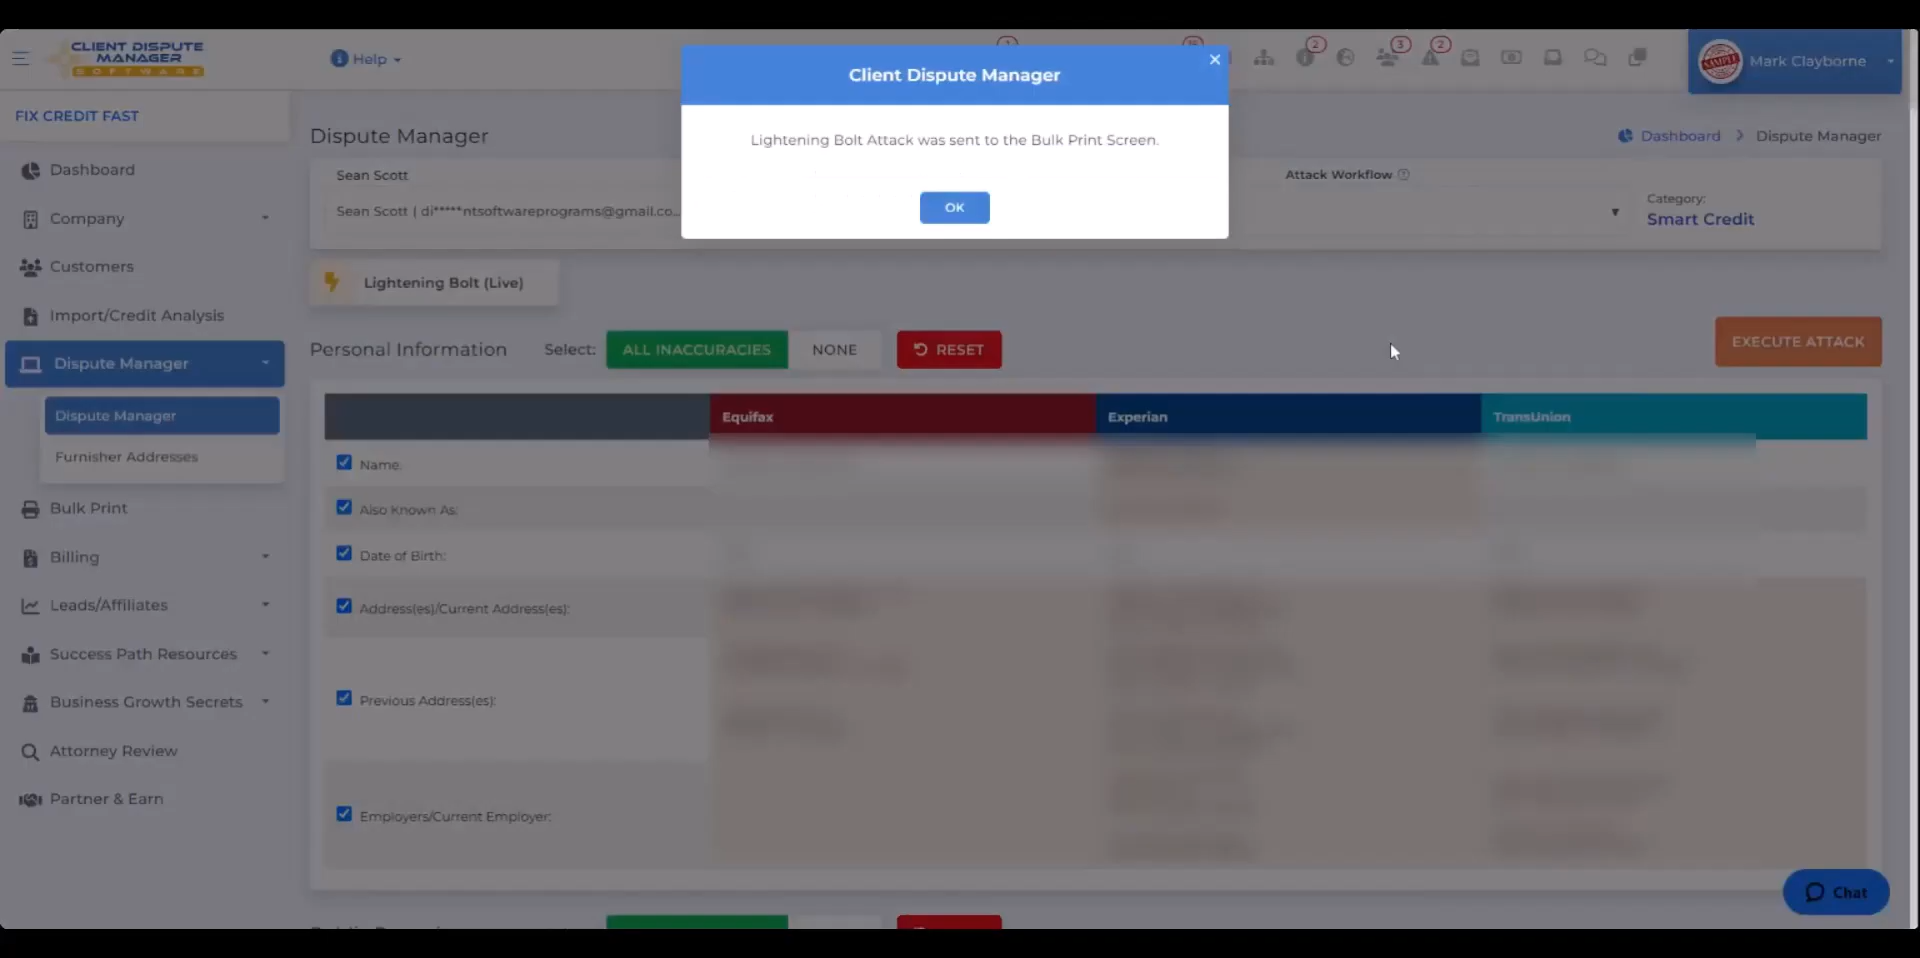 CLIENT DISPUTE
MANAGER
SOFTWARE
Help
2
3
2
SAMPLE
Mark Clayborne
Client Dispute Manager
Lightening Bolt Attack was sent to the Bulk Print Screen.
OK
FIX CREDIT FAST
Dashboard
Company
Customers
Import/Credit Analysis
Dispute Manager
Dispute Manager
Furnisher Addresses
Bulk Print
Billing
Leads/Affiliates
Success Path Resources
Business Growth Secrets
Attorney Review
Partner & Earn
Dispute Manager
Dashboard > Dispute Manager
Sean Scott
Sean Scott | di*****ntsoftwareprograms@gmail.co...
Attack Workflow
Category:
Smart Credit
Lightening Bolt (Live)
Personal Information
Select:
ALL INACCURACIES
NONE
RESET
EXECUTE ATTACK
Equifax
Experian
TransUnion
Name:
Also Known As:
Date of Birth:
Address(es)/Current Address(es):
Previous Address(es):
Employers/Current Employer:
Chat